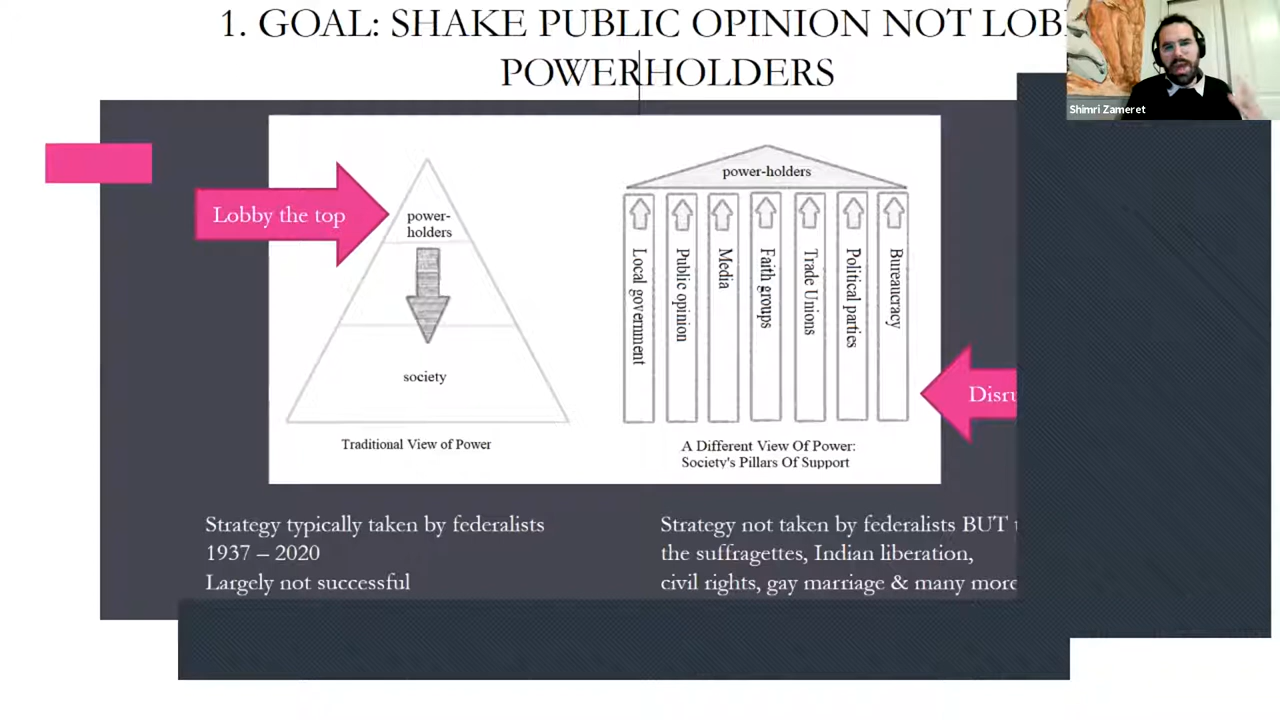 1. GOAL: SHAKE PUBLIC OPINION NOT
POWERHOLDERS
Shimri Zameret
Lobby the top
power-
holders
society
Traditional View of Power
power-holders
Local government
Public opinion
Media
Faith groups
Trade Unions
Political parties
Bureaucracy
A Different View Of Power:
Society's Pillars Of Support
Strategy typically taken by federalists
1937 – 2020
Largely not successful
Strategy not taken by federalists BUT
the suffragettes, Indian liberation,
civil rights, gay marriage & many more